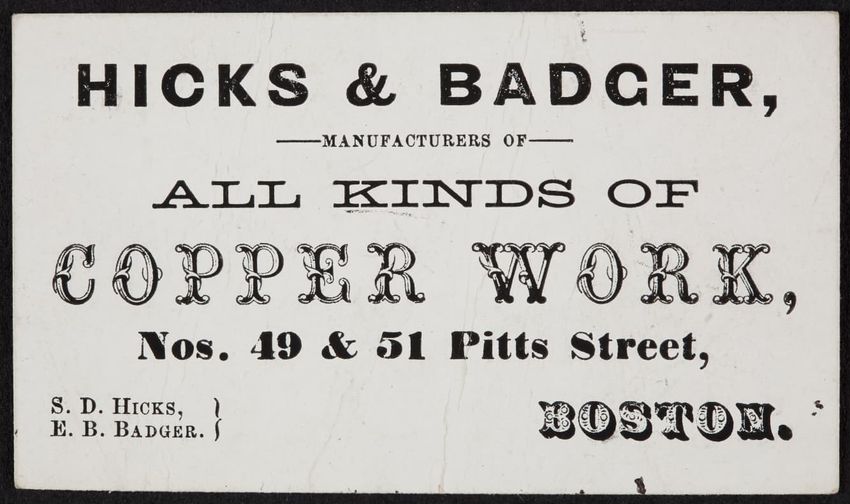 HICKS & BADGER,
MANUFACTURERS OF
ALL KINDS OF
COPPER WORK,
Nos. 49 & 51 Pitts Street,
S. D. HICKS, }
E. B. BADGER. }
BOSTON.